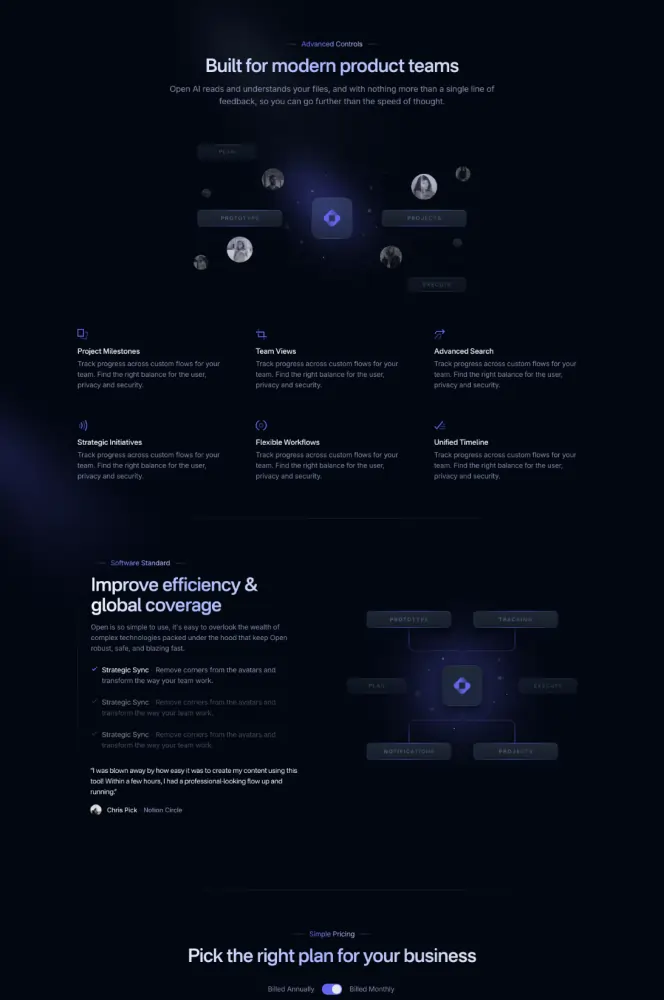 Advanced Controls
Built for modern product teams
Open AI reads and understands your files, and with nothing more than a single line of
feedback, so you can go further than the speed of thought.
PLAN
PROTOTYPE
PROJECTS
EXECUTE
Project Milestones
Track progress across custom flows for your
team. Find the right balance for the user,
privacy and security.
Team Views
Track progress across custom flows for your
team. Find the right balance for the user,
privacy and security.
Advanced Search
Track progress across custom flows for your
team. Find the right balance for the user,
privacy and security.
Strategic Initiatives
Track progress across custom flows for your
team. Find the right balance for the user,
privacy and security.
Flexible Workflows
Track progress across custom flows for your
team. Find the right balance for the user,
privacy and security.
Unified Timeline
Track progress across custom flows for your
team. Find the right balance for the user,
privacy and security.
Software Standard
Improve efficiency &
global coverage
Open is so simple to use, it's easy to overlook the wealth of
complex technologies packed under the hood that keep Open
robust, safe, and blazing fast.
Strategic Sync · Remove corners from the avatars and
transform the way your team work.
Strategic Sync · Remove corners from the avatars and
transform the way your team work.
Strategic Sync · Remove corners from the avatars and
transform the way your team work.
"I was blown away by how easy it was to create my content using this
tool! Within a few hours, I had a professional-looking flow up and
running."
Chris Pick · Notion Circle
PROTOTYPE
TRACKING
PLAN
EXECUTE
NOTIFICATIONS
PROJECTS
Simple Pricing
Pick the right plan for your business
Billed Annually
Billed Monthly